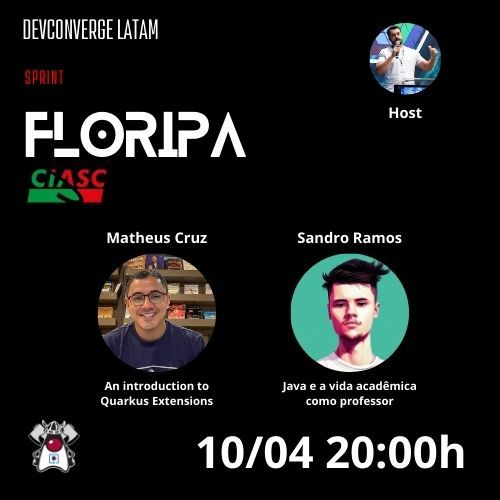 DEVCONVERGE LATAM
SPRINT
FLORIPA
CiASC
Host
Matheus Cruz
Sandro Ramos
An introduction to
Quarkus Extensions
Java e a vida acadêmica
como professor
10/04 20:00h